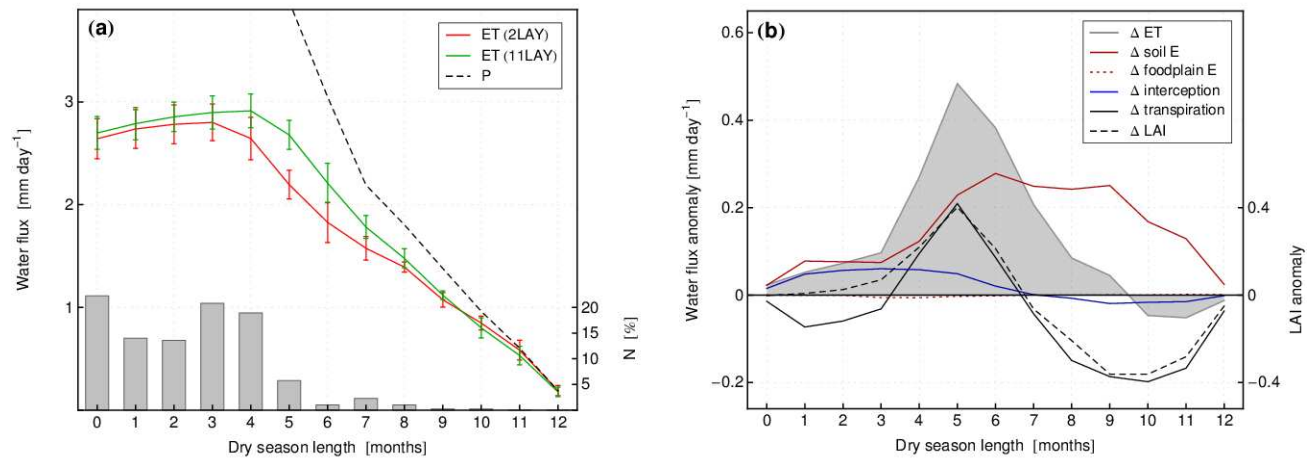 (a)
ET (2LAY)
ET (11LAY)
P
Water flux [mm day⁻¹]
3
2
1
20
15
10
5
N [%]
0 1 2 3 4 5 6 7 8 9 10 11 12
Dry season length [months]
(b)
Δ ET
Δ soil E
Δ foodplain E
Δ interception
Δ transpiration
Δ LAI
Water flux anomaly [mm day⁻¹]
0.6
0.4
0.2
0
−0.2
0.4
0
−0.4
LAI anomaly
0 1 2 3 4 5 6 7 8 9 10 11 12
Dry season length [months]